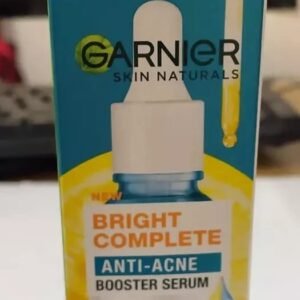 GARNIER
SKIN NATURALS
NEW
BRIGHT
COMPLETE
ANTI-ACNE
BOOSTER SERUM